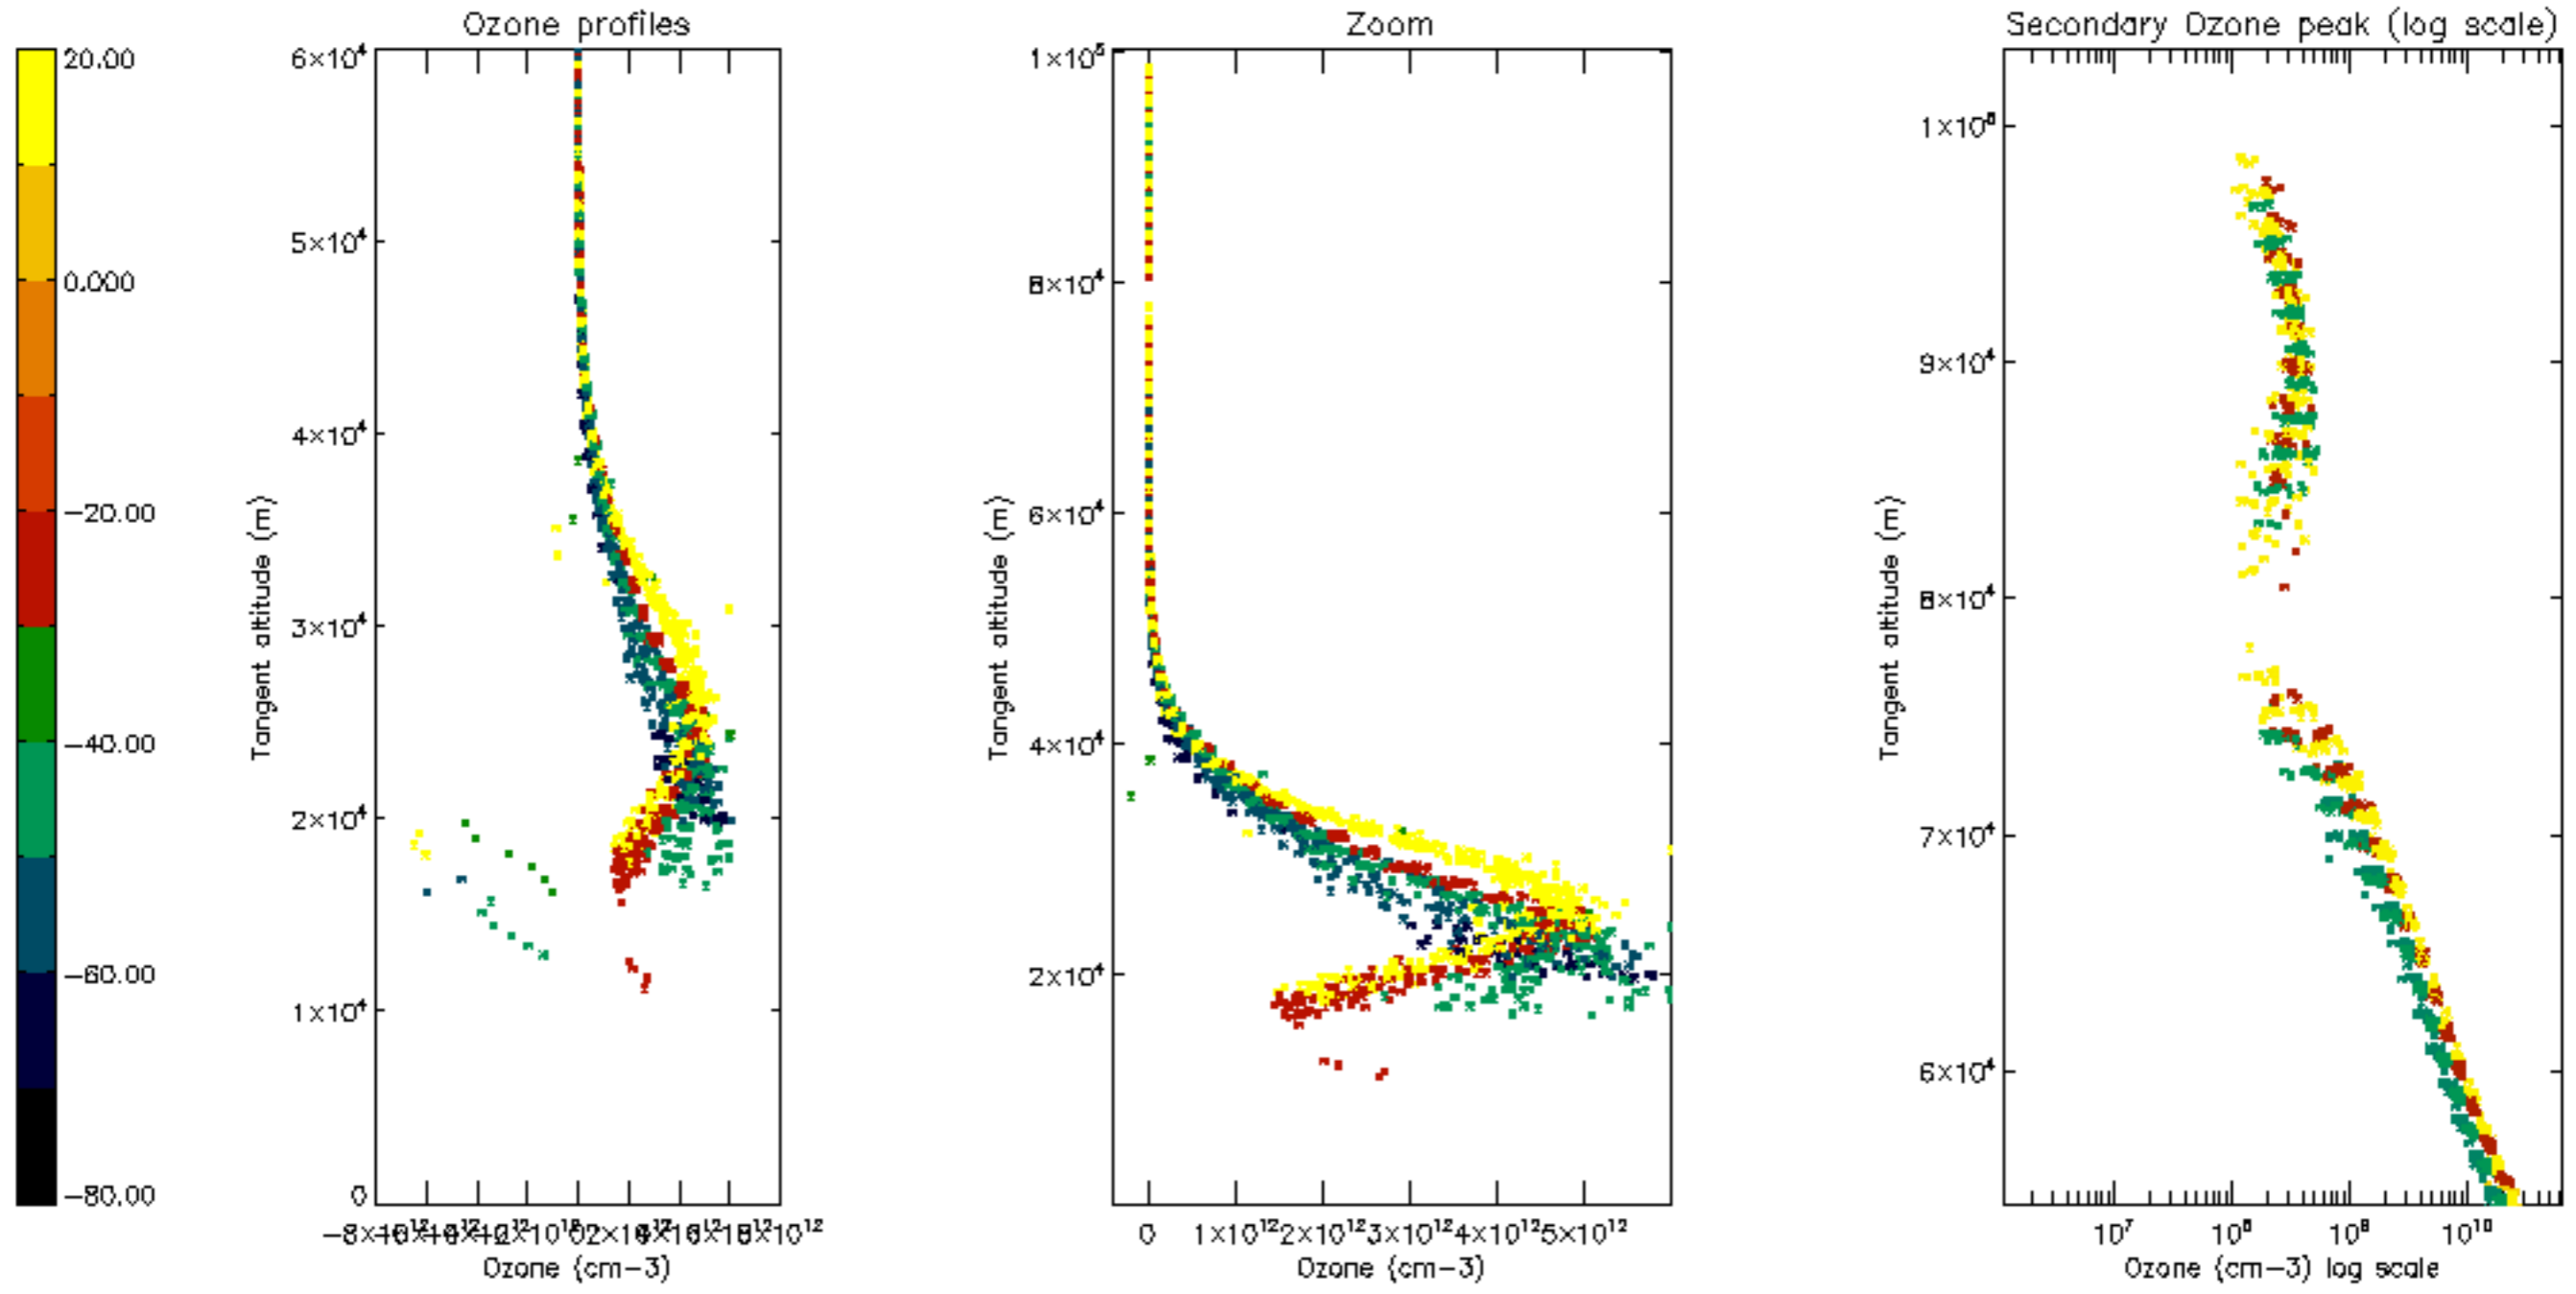 Ozone profiles
Zoom
Secondary Ozone peak (log scale)
20.00
0.000
−20.00
−40.00
−60.00
−80.00
6×10⁴
5×10⁴
4×10⁴
3×10⁴
2×10⁴
1×10⁴
0
Tangent altitude (m)
Ozone (cm−3)
1×10⁵
8×10⁴
6×10⁴
4×10⁴
2×10⁴
Tangent altitude (m)
0 1×10¹² 2×10¹² 3×10¹² 4×10¹² 5×10¹²
Ozone (cm−3)
1×10⁵
9×10⁴
8×10⁴
7×10⁴
6×10⁴
Tangent altitude (m)
10⁷ 10⁸ 10⁹ 10¹⁰
Ozone (cm−3) log scale